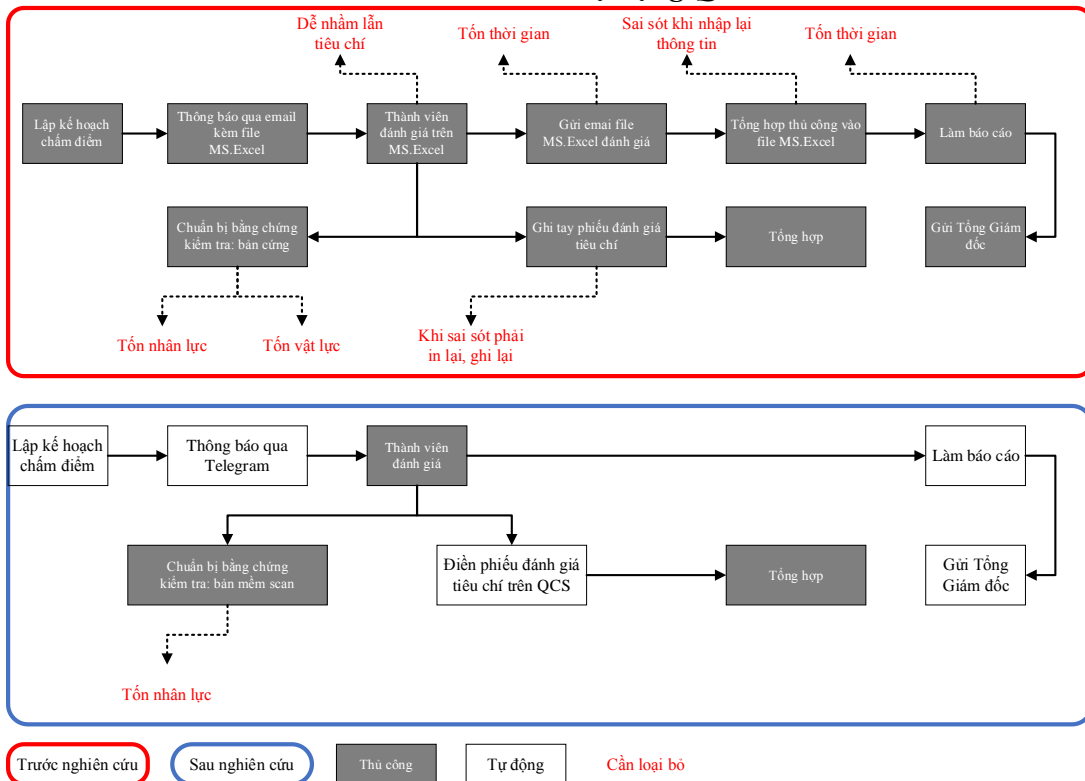 Dễ nhầm lẫn
tiêu chí
Tốn thời gian
Sai sót khi nhập lại
thông tin
Tốn thời gian
Lập kế hoạch
chấm điểm
Thông báo qua email
kèm file
MS.Excel
Thành viên
đánh giá trên
MS.Excel
Gửi emai file
MS.Excel đánh giá
Tổng hợp thủ công vào
file MS.Excel
Làm báo cáo
Chuẩn bị bằng chứng
kiểm tra: bản cứng
Ghi tay phiếu đánh giá
tiêu chí
Tổng hợp
Gửi Tổng Giám
đốc
Tốn nhân lực
Tốn vật lực
Khi sai sót phải
in lại, ghi lại
Lập kế hoạch
chấm điểm
Thông báo qua
Telegram
Thành viên
đánh giá
Làm báo cáo
Chuẩn bị bằng chứng
kiểm tra: bản mềm scan
Điền phiếu đánh giá
tiêu chí trên QCS
Tổng hợp
Gửi Tổng
Giám đốc
Tốn nhân lực
Trước nghiên cứu
Sau nghiên cứu
Thủ công
Tự động
Cần loại bỏ